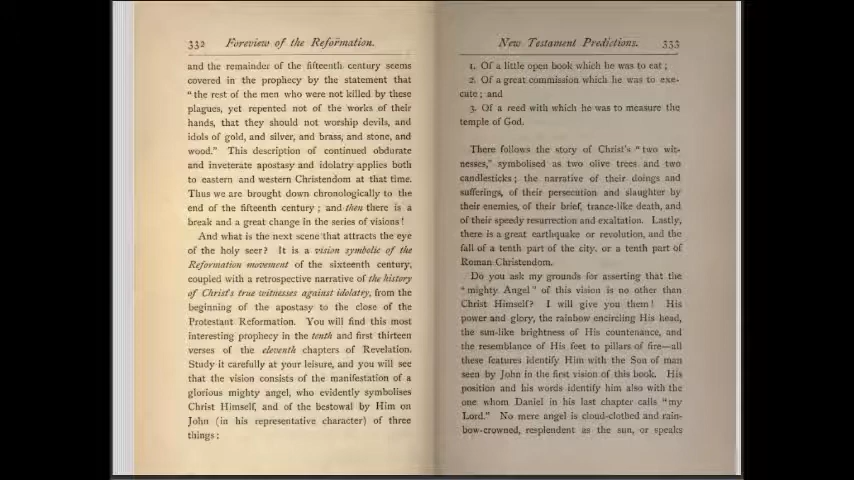 332 Foreview of the Reformation.
and the remainder of the fifteenth century seems
covered in the prophecy by the statement that
“ the rest of the men who were not killed by these
plagues, yet repented not of the works of their
hands, that they should not worship devils, and
idols of gold, and silver, and brass, and stone, and
wood.” This description of continued obdurate
and inveterate apostasy and idolatry applies both
to eastern and western Christendom at that time.
Thus we are brought down chronologically to the
end of the fifteenth century ; and then there is a
break and a great change in the series of visions !
And what is the next scene that attracts the eye
of the holy seer? It is a vision symbolic of the
Reformation movement of the sixteenth century,
coupled with a retrospective narrative of the history
of Christ's true witnesses against idolatry, from the
beginning of the apostasy to the close of the
Protestant Reformation. You will find this most
interesting prophecy in the tenth and first thirteen
verses of the eleventh chapters of Revelation.
Study it carefully at your leisure, and you will see
that the vision consists of the manifestation of a
glorious mighty angel, who evidently symbolises
Christ Himself, and of the bestowal by Him on
John (in his representative character) of three
things :
New Testament Predictions. 333
1. Of a little open book which he was to eat ;
2. Of a great commission which he was to exe-
cute ; and
3. Of a reed with which he was to measure the
temple of God.
There follows the story of Christ's “ two wit-
nesses,” symbolised as two olive trees and two
candlesticks ; the narrative of their doings and
sufferings, of their persecution and slaughter by
their enemies, of their brief, trance-like death, and
of their speedy resurrection and exaltation. Lastly,
there is a great earthquake or revolution, and the
fall of a tenth part of the city, or a tenth part of
Roman Christendom.
Do you ask my grounds for asserting that the
“ mighty Angel ” of this vision is no other than
Christ Himself? I will give you them ! His
power and glory, the rainbow encircling His head,
the sun-like brightness of His countenance, and
the resemblance of His feet to pillars of fire—all
these features identify Him with the Son of man
seen by John in the first vision of this book. His
position and his words identify him also with the
one whom Daniel in his last chapter calls “my
Lord.” No mere angel is cloud-clothed and rain-
bow-crowned, resplendent as the sun, or speaks